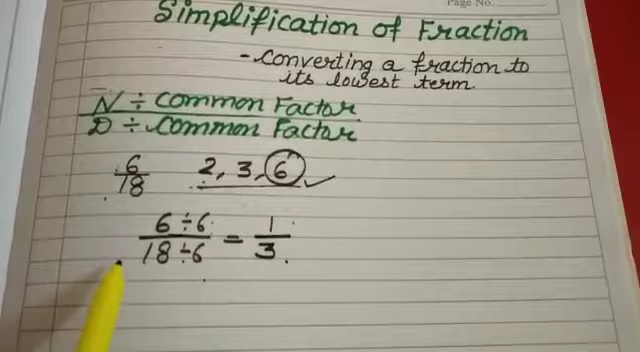 Page No.
Simplification of Fraction
- Converting a fraction to
its lowest term.
N ÷ Common Factor
D ÷ Common Factor
6/18 2, 3, 6 ✓
6 ÷ 6 / 18 ÷ 6 = 1/3